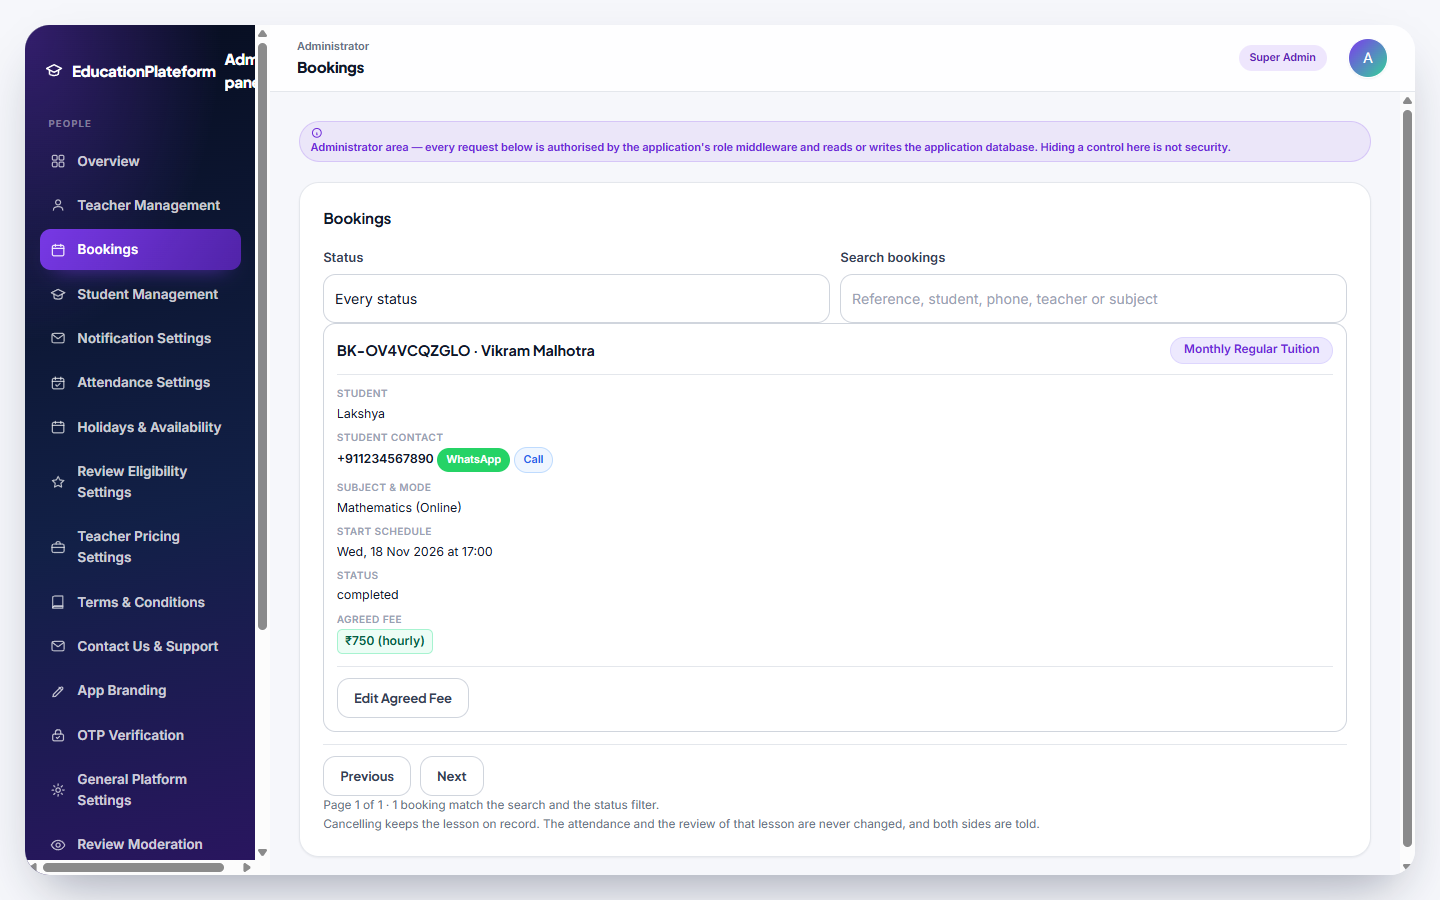 EducationPlateform
PEOPLE
Overview
Teacher Management
Bookings
Student Management
Notification Settings
Attendance Settings
Holidays & Availability
Review Eligibility
Settings
Teacher Pricing
Settings
Terms & Conditions
Contact Us & Support
App Branding
OTP Verification
General Platform
Settings
Review Moderation
Administrator
Bookings
Super Admin
A
Administrator area — every request below is authorised by the application's role middleware and reads or writes the application database. Hiding a control here is not security.
Bookings
Status
Search bookings
Every status
Reference, student, phone, teacher or subject
BK-OV4VCQZGLO · Vikram Malhotra
Monthly Regular Tuition
STUDENT
Lakshya
STUDENT CONTACT
+911234567890 WhatsApp Call
SUBJECT & MODE
Mathematics (Online)
START SCHEDULE
Wed, 18 Nov 2026 at 17:00
STATUS
completed
AGREED FEE
₹750 (hourly)
Edit Agreed Fee
Previous
Next
Page 1 of 1 · 1 booking match the search and the status filter.
Cancelling keeps the lesson on record. The attendance and the review of that lesson are never changed, and both sides are told.